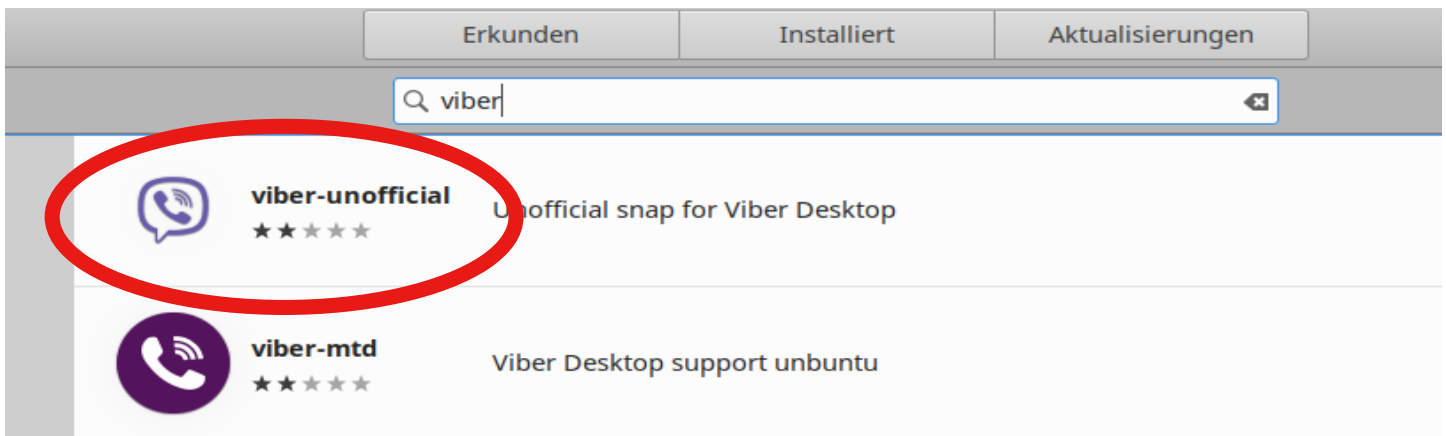 Erkunden Installiert Aktualisierungen
viber
viber-unofficial
Unofficial snap for Viber Desktop
viber-mtd
Viber Desktop support unbuntu